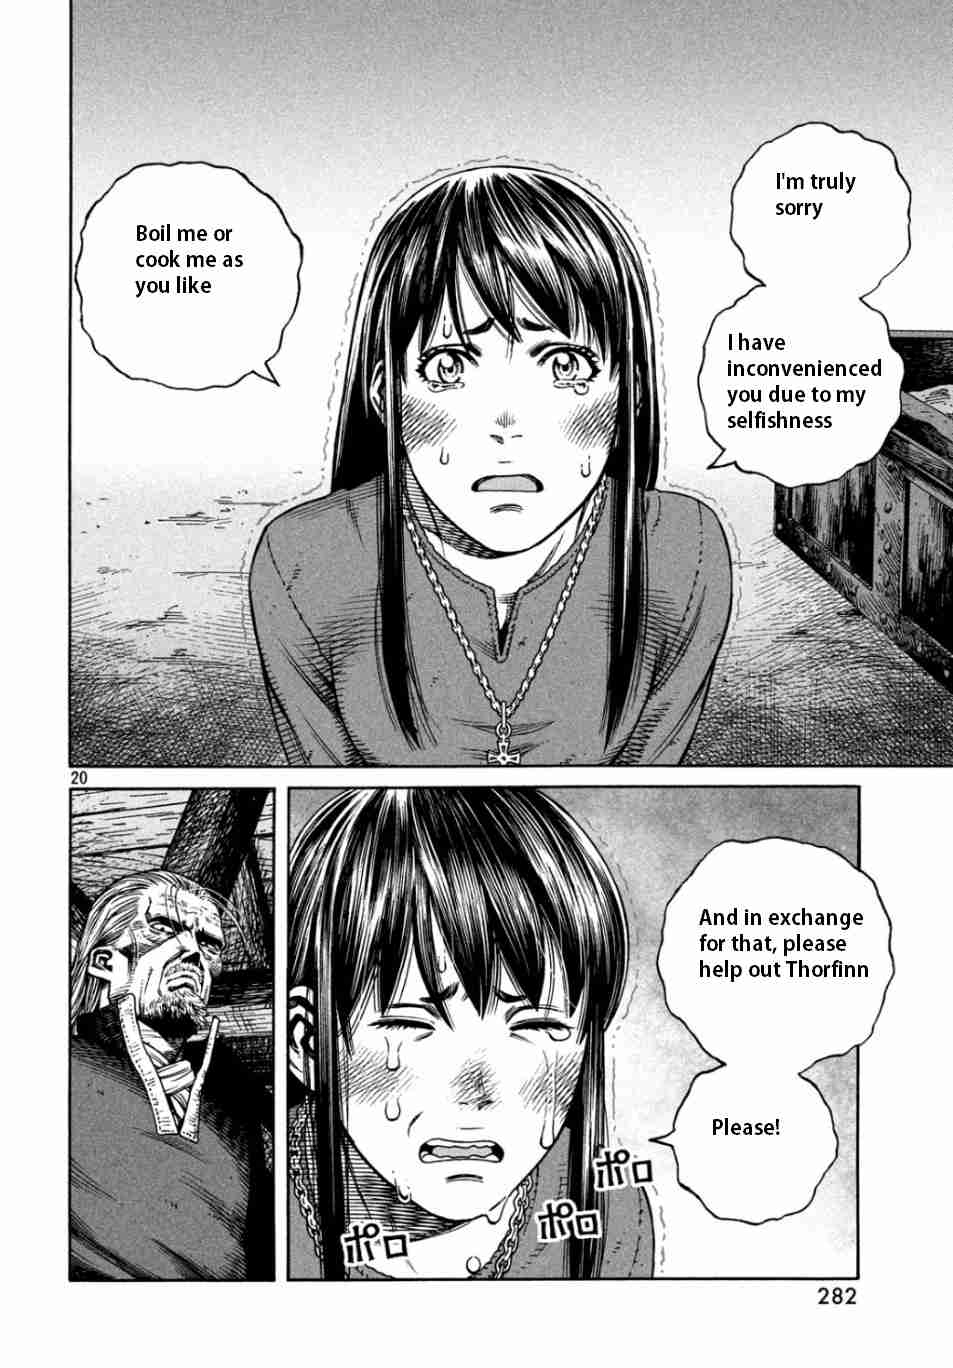 I'm truly
sorry
I have
inconvenienced
you due to my
selfishness
Boil me or
cook me as
you like
20
And in exchange
for that, please
help out Thorfinn
Please!
ポロ
ポロ
ポロ
282